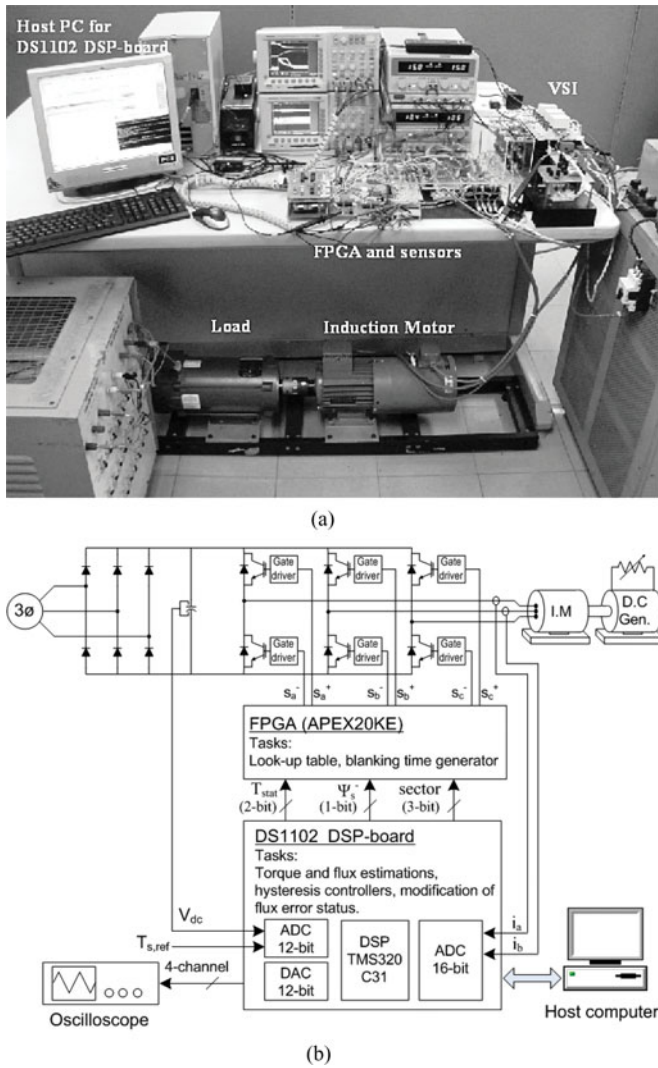 Host PC for
DS1102 DSP-board
VSI
FPGA and sensors
Load
Induction Motor
(a)
3ø
Gate
driver
Gate
driver
Gate
driver
I.M
D.C
Gen.
Gate
driver
Gate
driver
Gate
driver
Sa⁻ Sa⁺ Sb⁻ Sb⁺ Sc⁻ Sc⁺
FPGA (APEX20KE)
Tasks:
Look-up table, blanking time generator
Tstat
(2-bit)
Ψs⁻
(1-bit)
sector
(3-bit)
DS1102 DSP-board
Tasks:
Torque and flux estimations,
hysteresis controllers, modification of
flux error status.
Vdc
Ts,ref
4-channel
ADC
12-bit
DAC
12-bit
DSP
TMS320
C31
ADC
16-bit
ia
ib
Oscilloscope
Host computer
(b)